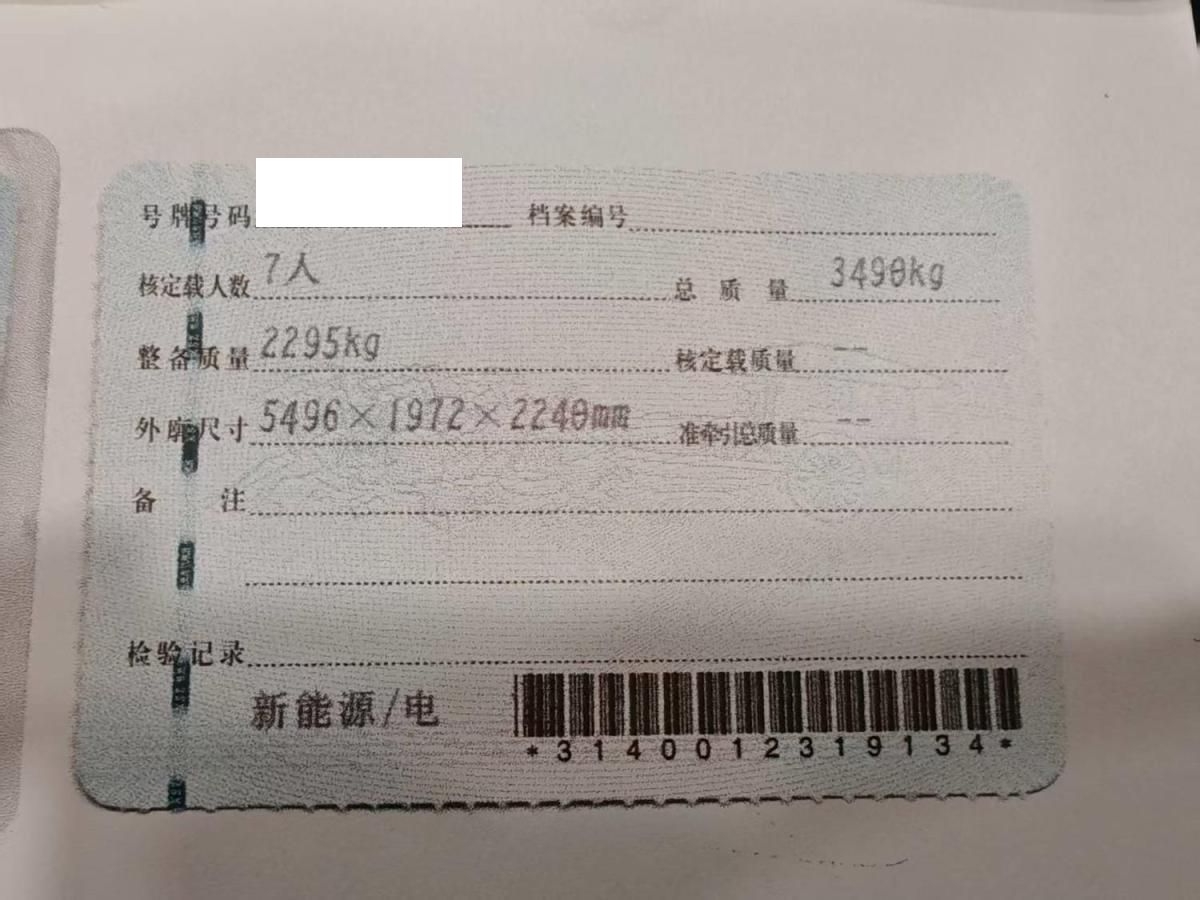 号牌号码 档案编号
核定载人数 7人 总质量 3490kg
整备质量 2295kg 核定载质量 --
外廓尺寸 5496×1972×2240mm 准牵引总质量 --
备注
检验记录
新能源/电
*3140012319134*